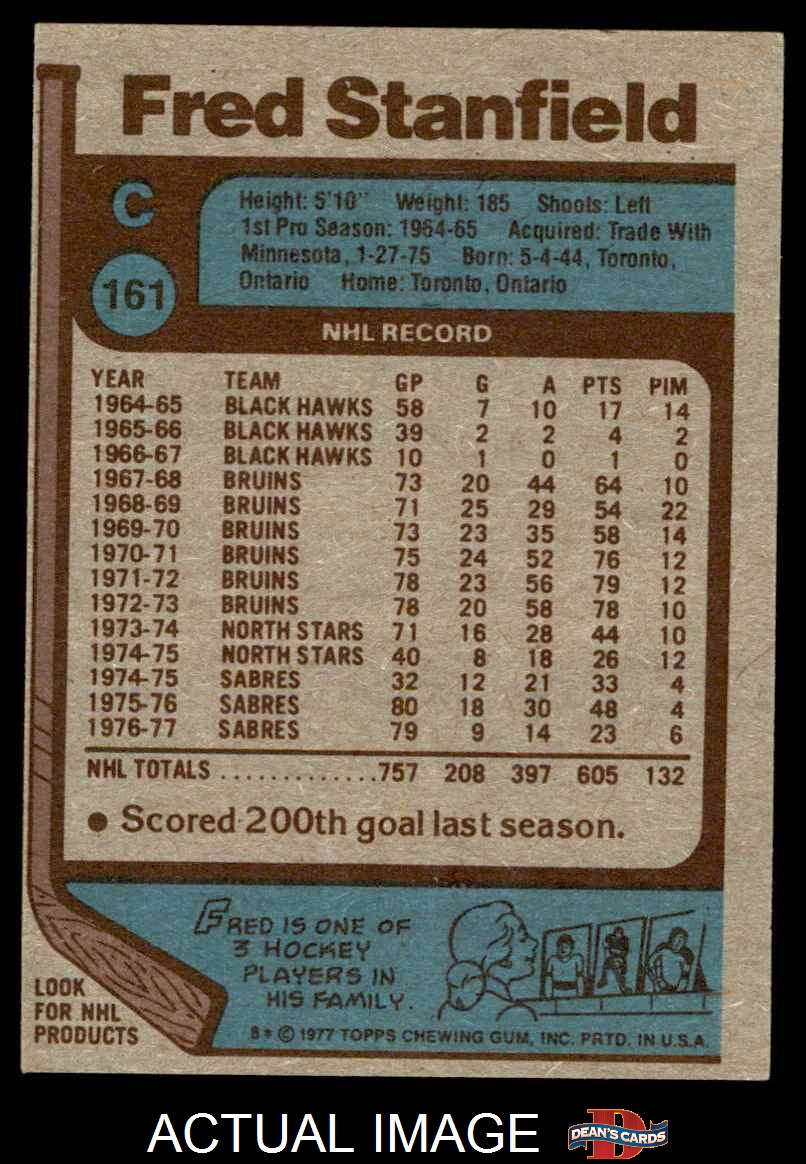 Fred Stanfield
C
161
Height: 5'10" Weight: 185 Shoots: Left
1st Pro Season: 1964-65 Acquired: Trade With
Minnesota, 1-27-75 Born: 5-4-44, Toronto,
Ontario Home: Toronto, Ontario
NHL RECORD
YEAR TEAM GP G A PTS PIM
1964-65 BLACK HAWKS 58 7 10 17 14
1965-66 BLACK HAWKS 39 2 2 4 2
1966-67 BLACK HAWKS 10 1 0 1 0
1967-68 BRUINS 73 20 44 64 10
1968-69 BRUINS 71 25 29 54 22
1969-70 BRUINS 73 23 35 58 14
1970-71 BRUINS 75 24 52 76 12
1971-72 BRUINS 78 23 56 79 12
1972-73 BRUINS 78 20 58 78 10
1973-74 NORTH STARS 71 16 28 44 10
1974-75 NORTH STARS 40 8 18 26 12
1974-75 SABRES 32 12 21 33 4
1975-76 SABRES 80 18 30 48 4
1976-77 SABRES 79 9 14 23 6
NHL TOTALS .............757 208 397 605 132
● Scored 200th goal last season.
FRED IS ONE OF
3 HOCKEY
PLAYERS IN
HIS FAMILY.
LOOK
FOR NHL
PRODUCTS
B * © 1977 TOPPS CHEWING GUM, INC. PRTD. IN U.S.A.
ACTUAL IMAGE
D
DEAN'S CARDS